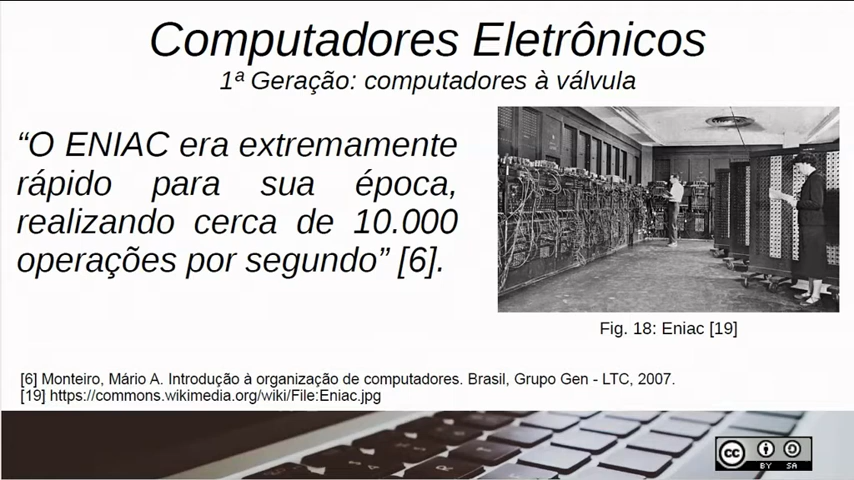 Computadores Eletrônicos
1ª Geração: computadores à válvula
“O ENIAC era extremamente
rápido para sua época,
realizando cerca de 10.000
operações por segundo” [6].
Fig. 18: Eniac [19]
[6] Monteiro, Mário A. Introdução à organização de computadores. Brasil, Grupo Gen - LTC, 2007.
[19] https://commons.wikimedia.org/wiki/File:Eniac.jpg
cc
BY SA